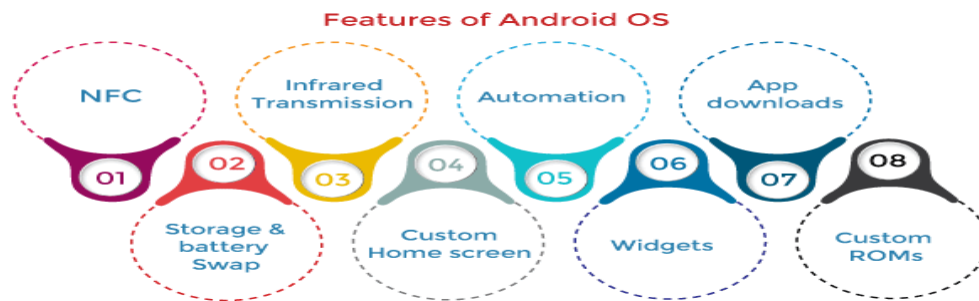 Features of Android OS
NFC
01
Storage &
battery
Swap
02
Infrared
Transmission
03
Custom
Home screen
04
Automation
05
Widgets
06
App
downloads
07
Custom
ROMs
08